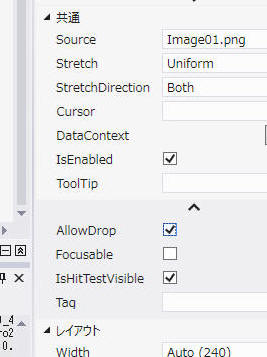 共通
Source Image01.png
Stretch Uniform
StretchDirection Both
Cursor
DataContext
IsEnabled
ToolTip
AllowDrop
Focusable
IsHitTestVisible
Tag
レイアウト
Width Auto (240)